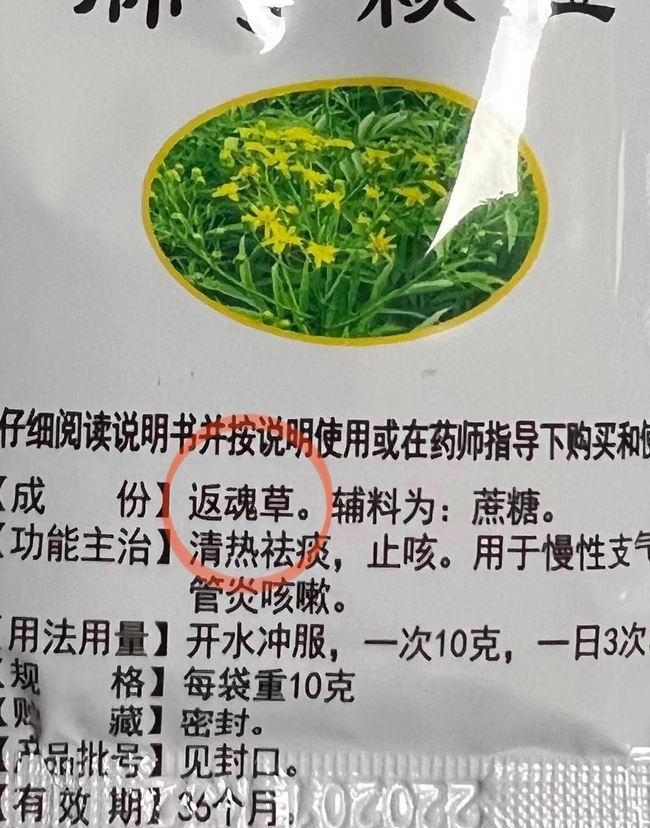 颗粒
仔细阅读说明书并按说明使用或在药师指导下购买和使
【成 份】返魂草。辅料为：蔗糖。
【功能主治】清热祛痰，止咳。用于慢性支气
管炎咳嗽。
【用法用量】开水冲服，一次10克，一日3次。
【规 格】每袋重10克
【贮 藏】密封。
【产品批号】见封口。
【有 效 期】36个月